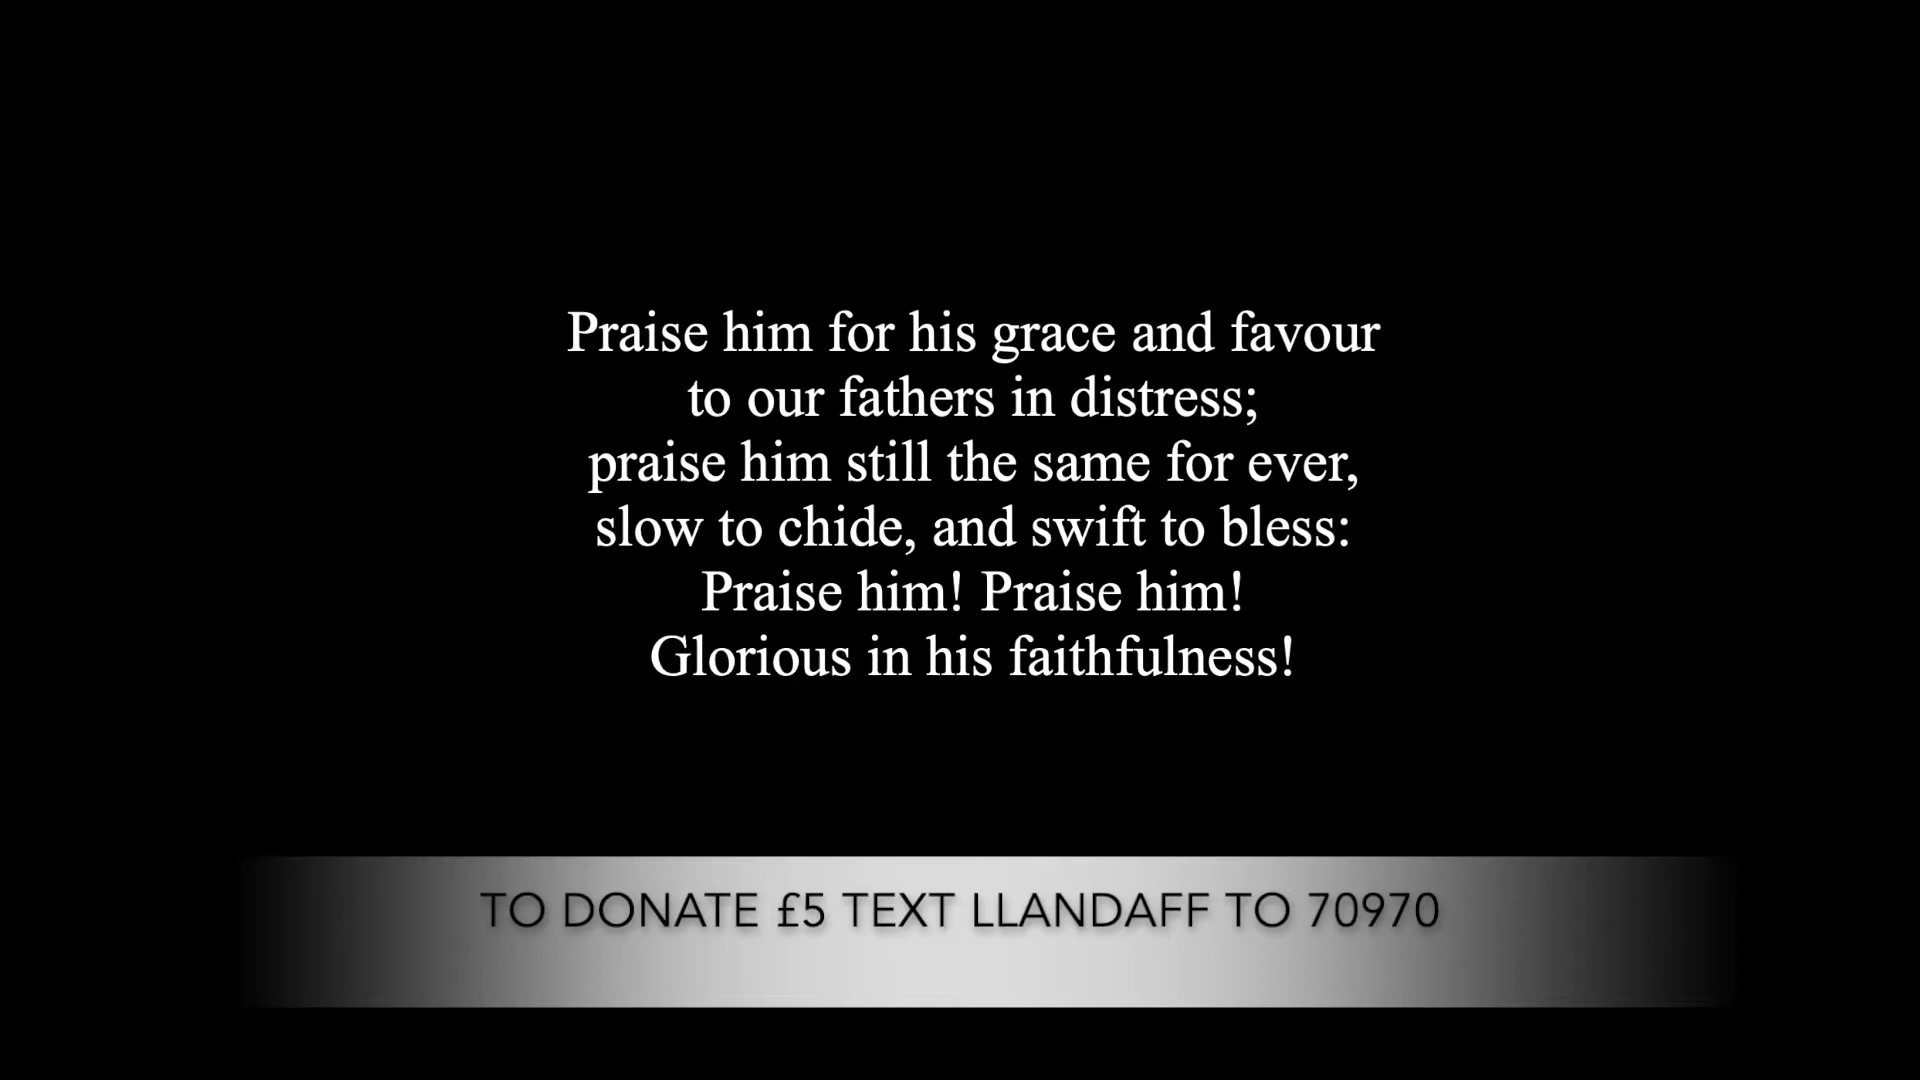 Praise him for his grace and favour
to our fathers in distress;
praise him still the same for ever,
slow to chide, and swift to bless:
Praise him! Praise him!
Glorious in his faithfulness!
TO DONATE £5 TEXT LLANDAFF TO 70970